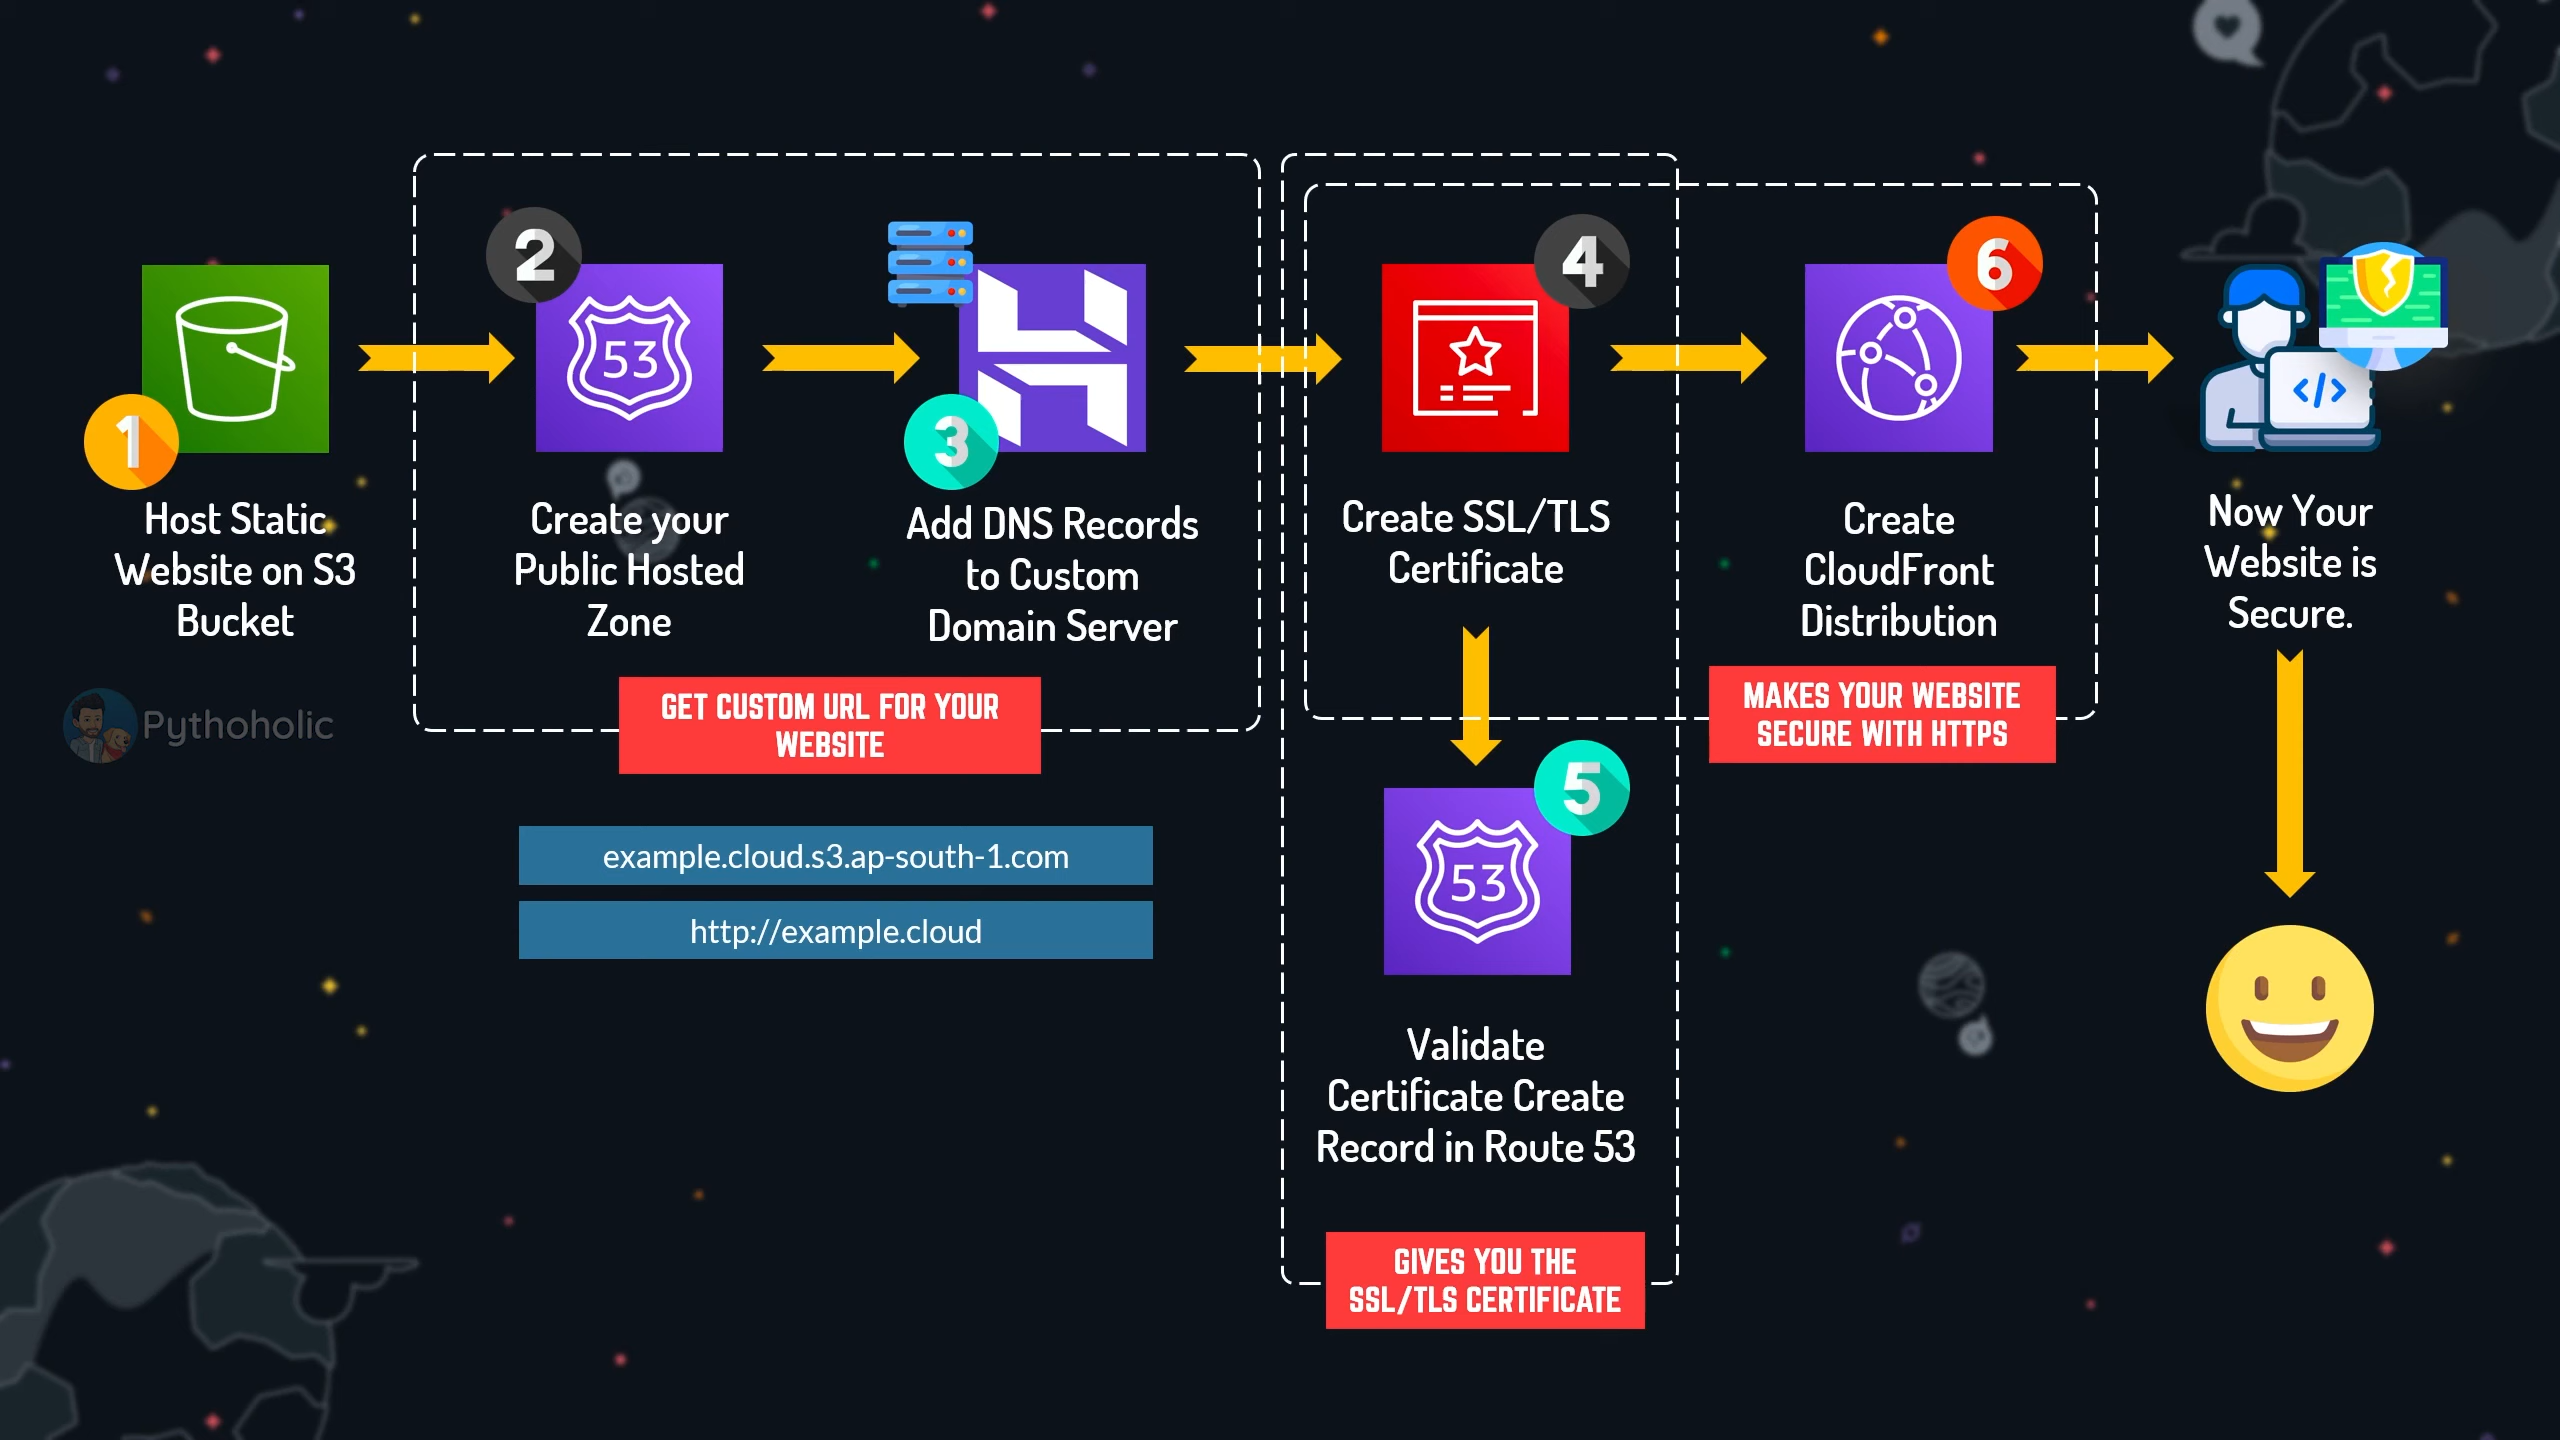 1
Host Static
Website on S3
Bucket
2
53
Create your
Public Hosted
Zone
3
Add DNS Records
to Custom
Domain Server
GET CUSTOM URL FOR YOUR
WEBSITE
example.cloud.s3.ap-south-1.com
http://example.cloud
4
Create SSL/TLS
Certificate
5
53
Validate
Certificate Create
Record in Route 53
GIVES YOU THE
SSL/TLS CERTIFICATE
6
Create
CloudFront
Distribution
MAKES YOUR WEBSITE
SECURE WITH HTTPS
</>
Now Your
Website is
Secure.
Pythoholic